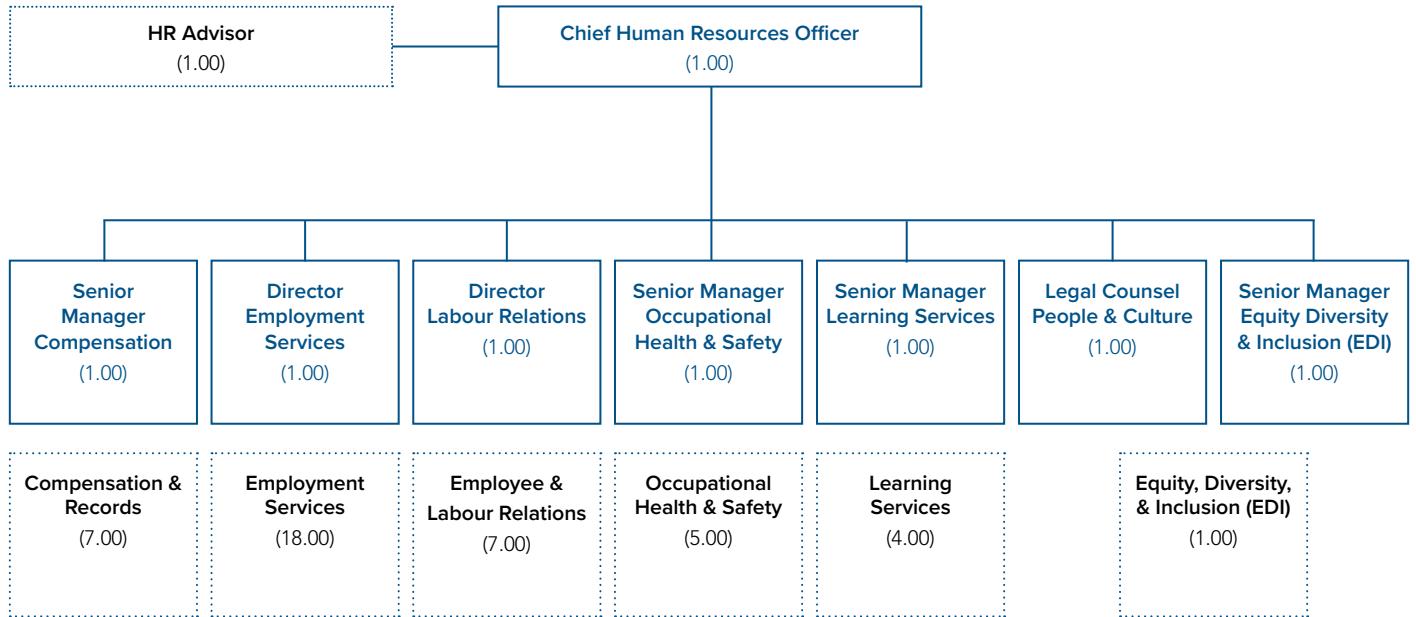 HR Advisor
(1.00)
Chief Human Resources Officer
(1.00)
Senior
Manager
Compensation
(1.00)
Director
Employment
Services
(1.00)
Director
Labour Relations
(1.00)
Senior Manager
Occupational
Health & Safety
(1.00)
Senior Manager
Learning Services
(1.00)
Legal Counsel
People & Culture
(1.00)
Senior Manager
Equity Diversity
& Inclusion (EDI)
(1.00)
Compensation &
Records
(7.00)
Employment
Services
(18.00)
Employee &
Labour Relations
(7.00)
Occupational
Health & Safety
(5.00)
Learning
Services
(4.00)
Equity, Diversity,
& Inclusion (EDI)
(1.00)